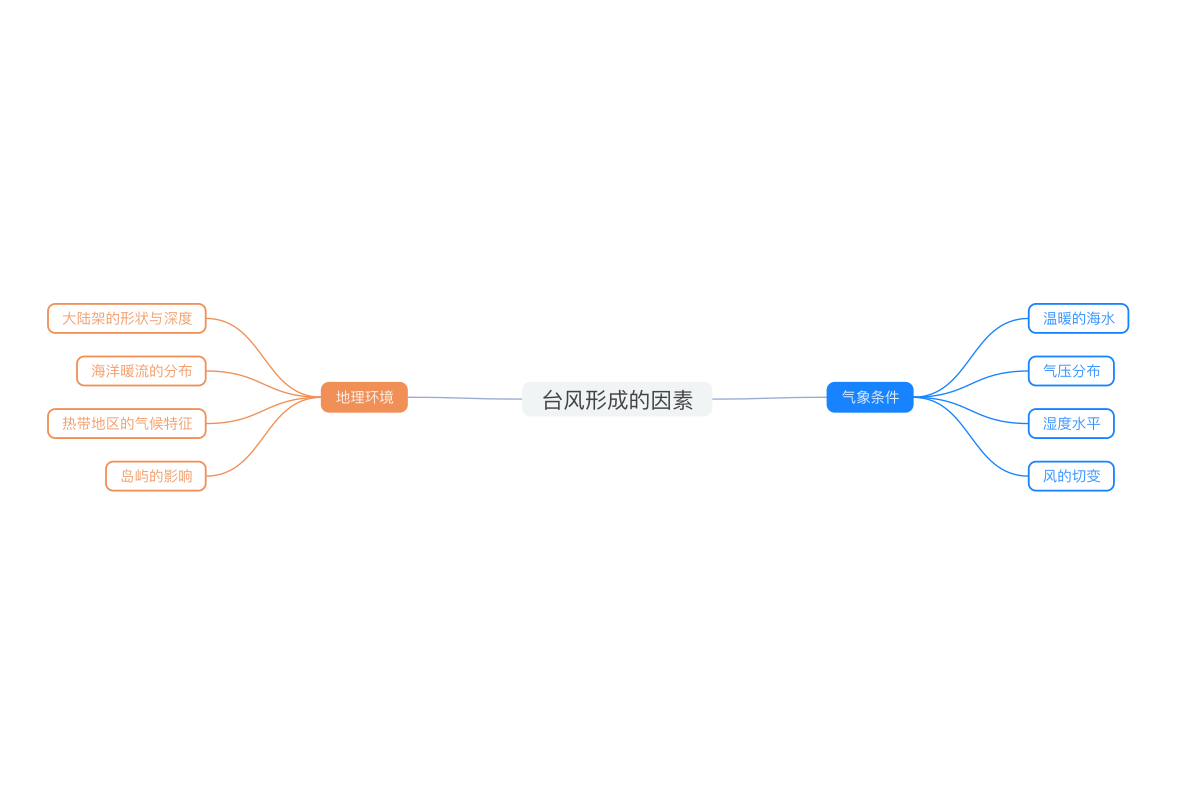 台风形成的因素
地理环境
大陆架的形状与深度
海洋暖流的分布
热带地区的气候特征
岛屿的影响
气象条件
温暖的海水
气压分布
湿度水平
风的切变